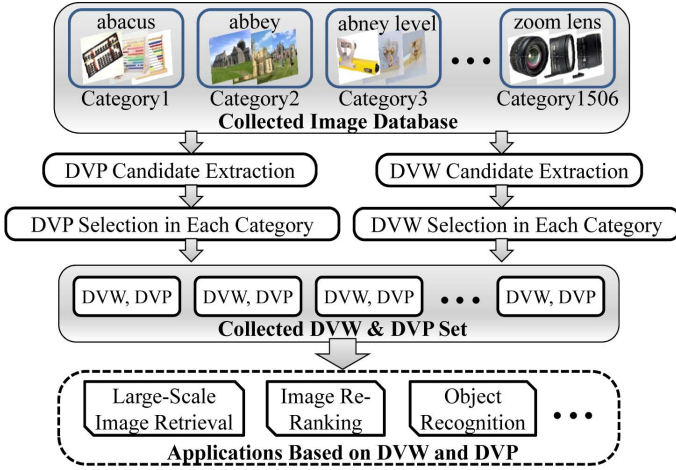 abacus
abbey
abney level
zoom lens
Category1
Category2
Category3
Category1506
Collected Image Database
DVP Candidate Extraction
DVW Candidate Extraction
DVP Selection in Each Category
DVW Selection in Each Category
DVW, DVP
DVW, DVP
DVW, DVP
DVW, DVP
Collected DVW & DVP Set
Large-Scale
Image Retrieval
Image Re-
Ranking
Object
Recognition
Applications Based on DVW and DVP